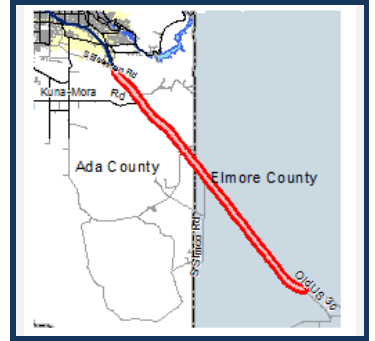 S Eisenman Rd
Kuna-Mora Rd
Ada County
Elmore County
S Simco Rd
Old US 30